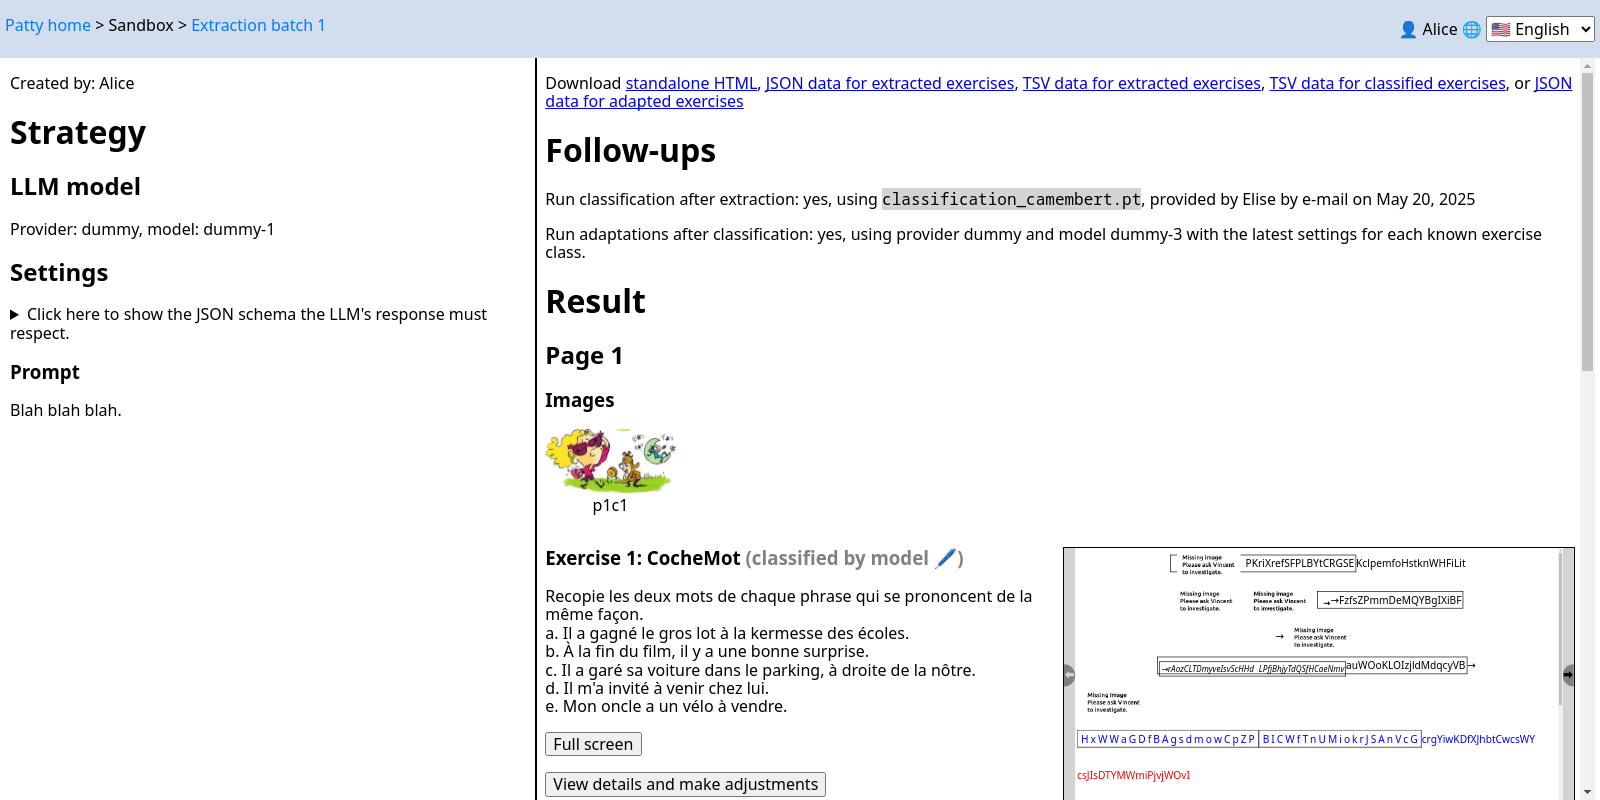 Patty home > Sandbox > Extraction batch 1
👤 Alice 🌐 🇺🇸 English
Created by: Alice
Strategy
LLM model
Provider: dummy, model: dummy-1
Settings
▶ Click here to show the JSON schema the LLM's response must
respect.
Prompt
Blah blah blah.
Download standalone HTML, JSON data for extracted exercises, TSV data for extracted exercises, TSV data for classified exercises, or JSON
data for adapted exercises
Follow-ups
Run classification after extraction: yes, using classification_camembert.pt, provided by Elise by e-mail on May 20, 2025
Run adaptations after classification: yes, using provider dummy and model dummy-3 with the latest settings for each known exercise
class.
Result
Page 1
Images
p1c1
Exercise 1: CocheMot (classified by model 🖊️)
Recopie les deux mots de chaque phrase qui se prononcent de la
même façon.
a. Il a gagné le gros lot à la kermesse des écoles.
b. À la fin du film, il y a une bonne surprise.
c. Il a garé sa voiture dans le parking, à droite de la nôtre.
d. Il m'a invité à venir chez lui.
e. Mon oncle a un vélo à vendre.
Full screen
View details and make adjustments
Missing image
Please ask Vincent
to investigate.
PKriXrefSFPLBYtCRGSEKclpemfoHstknWHFiLit
Missing image
Please ask Vincent
to investigate.
Missing image
Please ask Vincent
to investigate.
→→FzfsZPmmDeMQYBgIXiBF
→
Missing image
Please ask Vincent
to investigate.
→rAozCLTDmyveIsvScHHd LPfjBhjyTdQSfHCaeNmvauWOoKLOIzjldMdqcyVB→
Missing image
Please ask Vincent
to investigate.
HxWWaGDfBAgsdmowCpZPBICWfTnUMiokrJSAnVcGcrgYiwKDfXJhbtCwcsWY
csJIsDTYMWmiPjvjWOvI